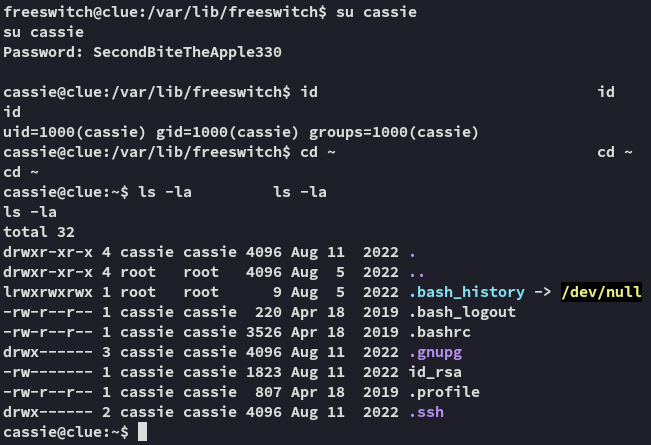 freeswitch@clue:/var/lib/freeswitch$ su cassie
su cassie
Password: SecondBiteTheApple330
cassie@clue:/var/lib/freeswitch$ id                              id
id
uid=1000(cassie) gid=1000(cassie) groups=1000(cassie)
cassie@clue:/var/lib/freeswitch$ cd ~                            cd ~
cd ~
cassie@clue:~$ ls -la         ls -la
ls -la
total 32
drwxr-xr-x 4 cassie cassie 4096 Aug 11  2022 .
drwxr-xr-x 4 root   root   4096 Aug  5  2022 ..
lrwxrwxrwx 1 root   root      9 Aug  5  2022 .bash_history -> /dev/null
-rw-r--r-- 1 cassie cassie  220 Apr 18  2019 .bash_logout
-rw-r--r-- 1 cassie cassie 3526 Apr 18  2019 .bashrc
drwx------ 3 cassie cassie 4096 Aug 11  2022 .gnupg
-rw------- 1 cassie cassie 1823 Aug 11  2022 id_rsa
-rw-r--r-- 1 cassie cassie  807 Apr 18  2019 .profile
drwx------ 2 cassie cassie 4096 Aug 11  2022 .ssh
cassie@clue:~$